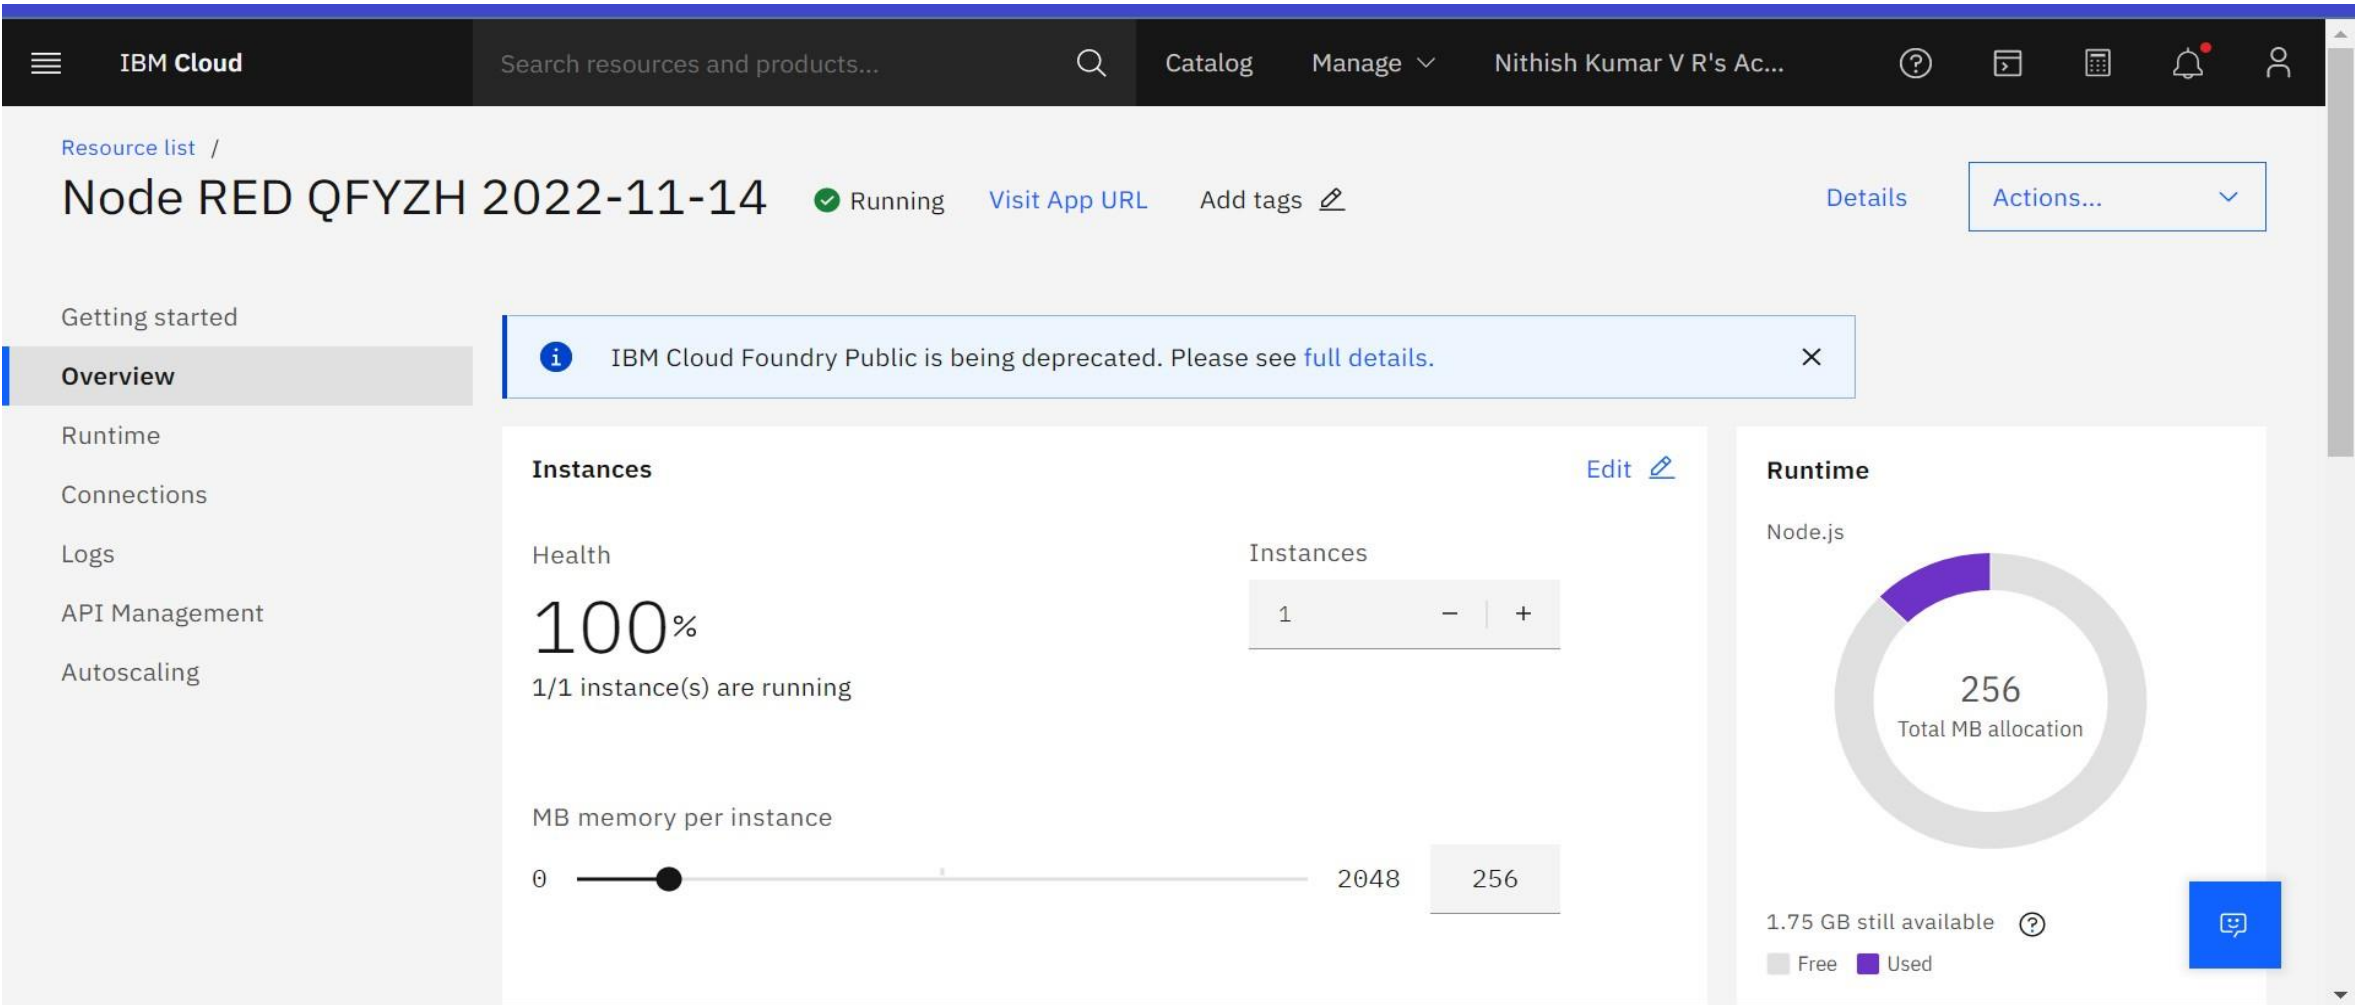 IBM Cloud
Search resources and products...
Catalog
Manage
Nithish Kumar V R's Ac...
Resource list /
Node RED QFYZH 2022-11-14
Running
Visit App URL
Add tags
Details
Actions...
Getting started
Overview
Runtime
Connections
Logs
API Management
Autoscaling
IBM Cloud Foundry Public is being deprecated. Please see full details.
Instances
Edit
Health
100%
1/1 instance(s) are running
Instances
1
MB memory per instance
0
2048
256
Runtime
Node.js
256
Total MB allocation
1.75 GB still available
Free
Used